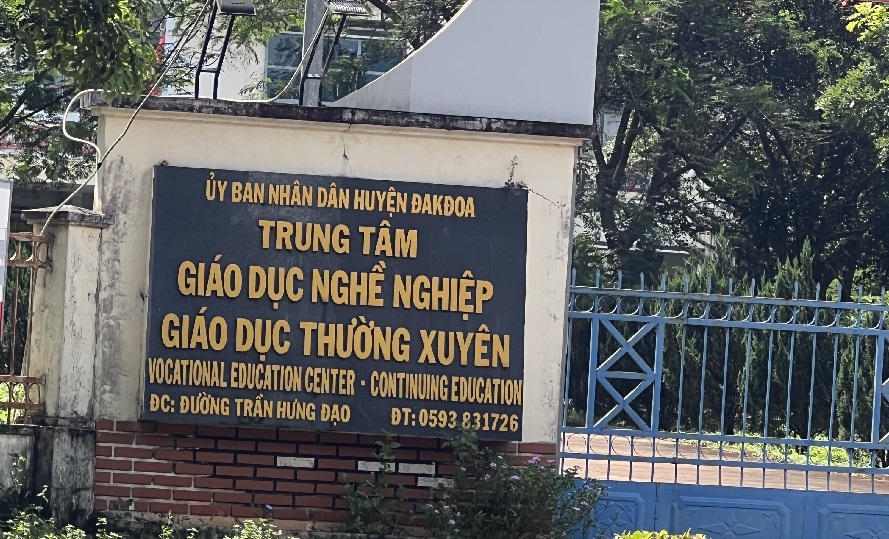 ỦY BAN NHÂN DÂN HUYỆN ĐAKĐOA
TRUNG TÂM
GIÁO DỤC NGHỀ NGHIỆP
GIÁO DỤC THƯỜNG XUYÊN
VOCATIONAL EDUCATION CENTER - CONTINUING EDUCATION
ĐC: ĐƯỜNG TRẦN HƯNG ĐẠO ĐT: 0593 831726